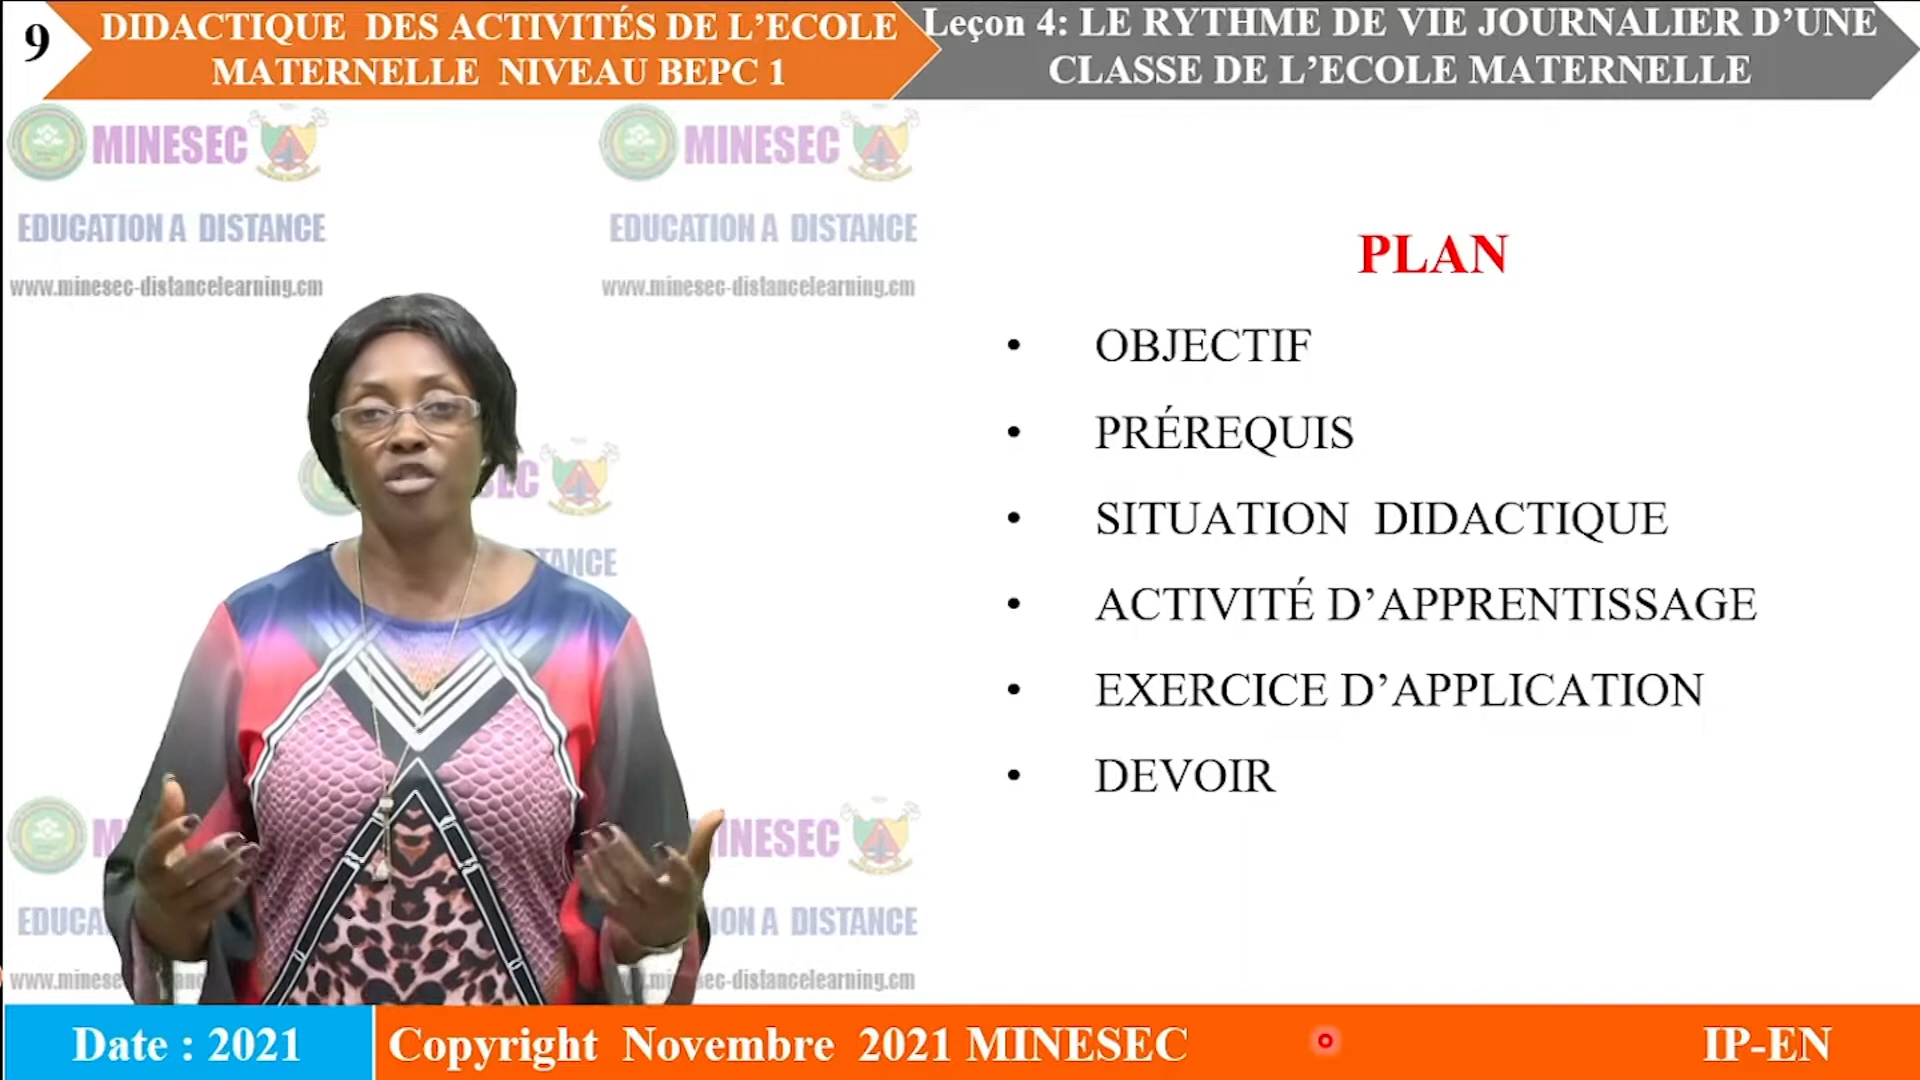 9
DIDACTIQUE DES ACTIVITÉS DE L’ECOLE
MATERNELLE NIVEAU BEPC 1
Leçon 4: LE RYTHME DE VIE JOURNALIER D’UNE
CLASSE DE L’ECOLE MATERNELLE
MINESEC
MINESEC
EDUCATION A DISTANCE
EDUCATION A DISTANCE
www.minesec-distancelearning.cm
www.minesec-distancelearning.cm
PLAN
• OBJECTIF
• PRÉREQUIS
• SITUATION DIDACTIQUE
• ACTIVITÉ D’APPRENTISSAGE
• EXERCICE D’APPLICATION
• DEVOIR
MINESEC
DISTANCE
Date : 2021
Copyright Novembre 2021 MINESEC
IP-EN